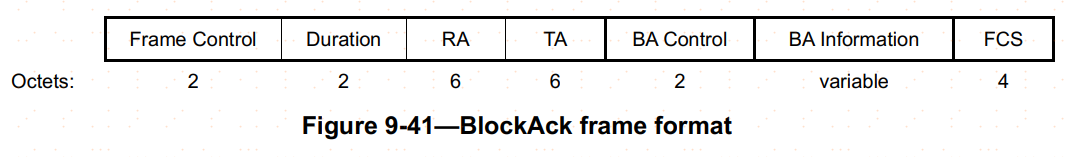 Frame Control Duration RA TA BA Control BA Information FCS
Octets: 2 2 6 6 2 variable 4
Figure 9-41—BlockAck frame format